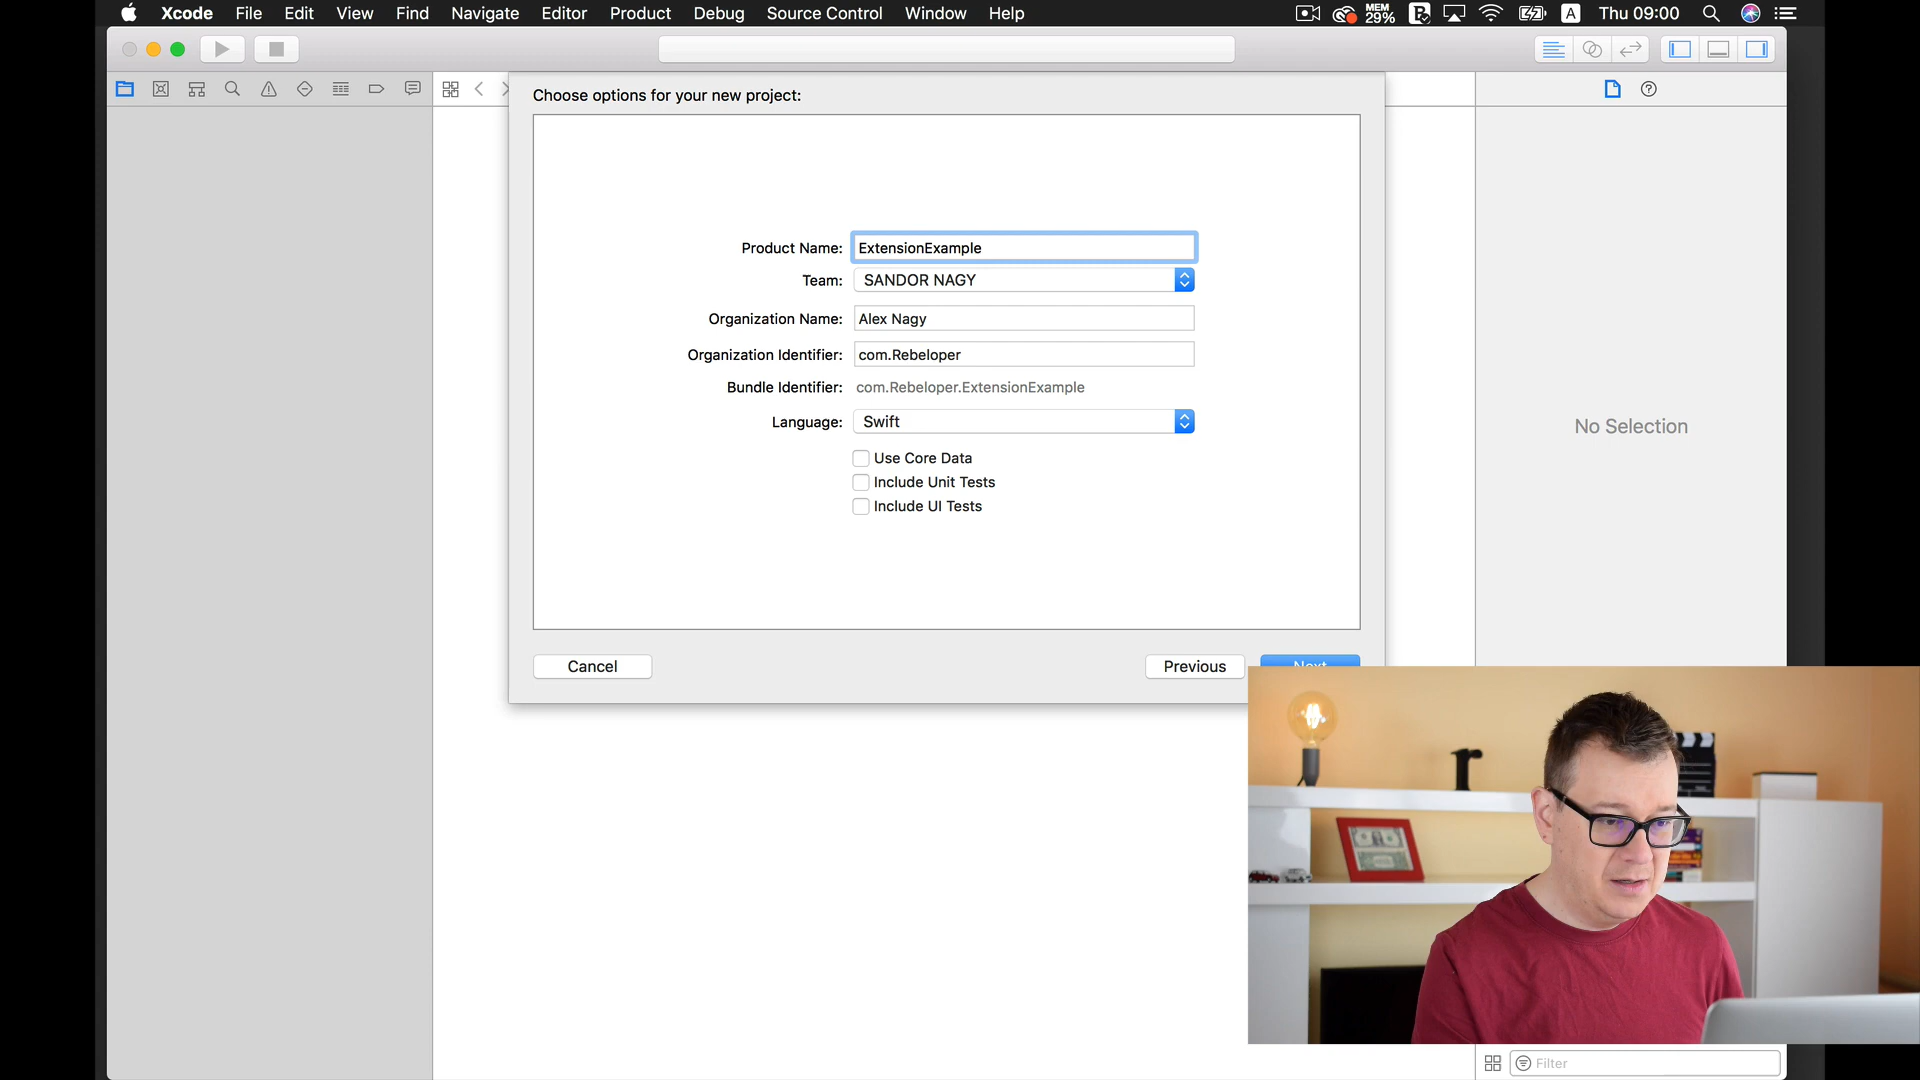 Xcode File Edit View Find Navigate Editor Product Debug Source Control Window Help MEM 29% A Thu 09:00
Choose options for your new project:
Product Name: ExtensionExample
Team: SANDOR NAGY
Organization Name: Alex Nagy
Organization Identifier: com.Rebeloper
Bundle Identifier: com.Rebeloper.ExtensionExample
Language: Swift
Use Core Data
Include Unit Tests
Include UI Tests
No Selection
Cancel Previous Next
Filter